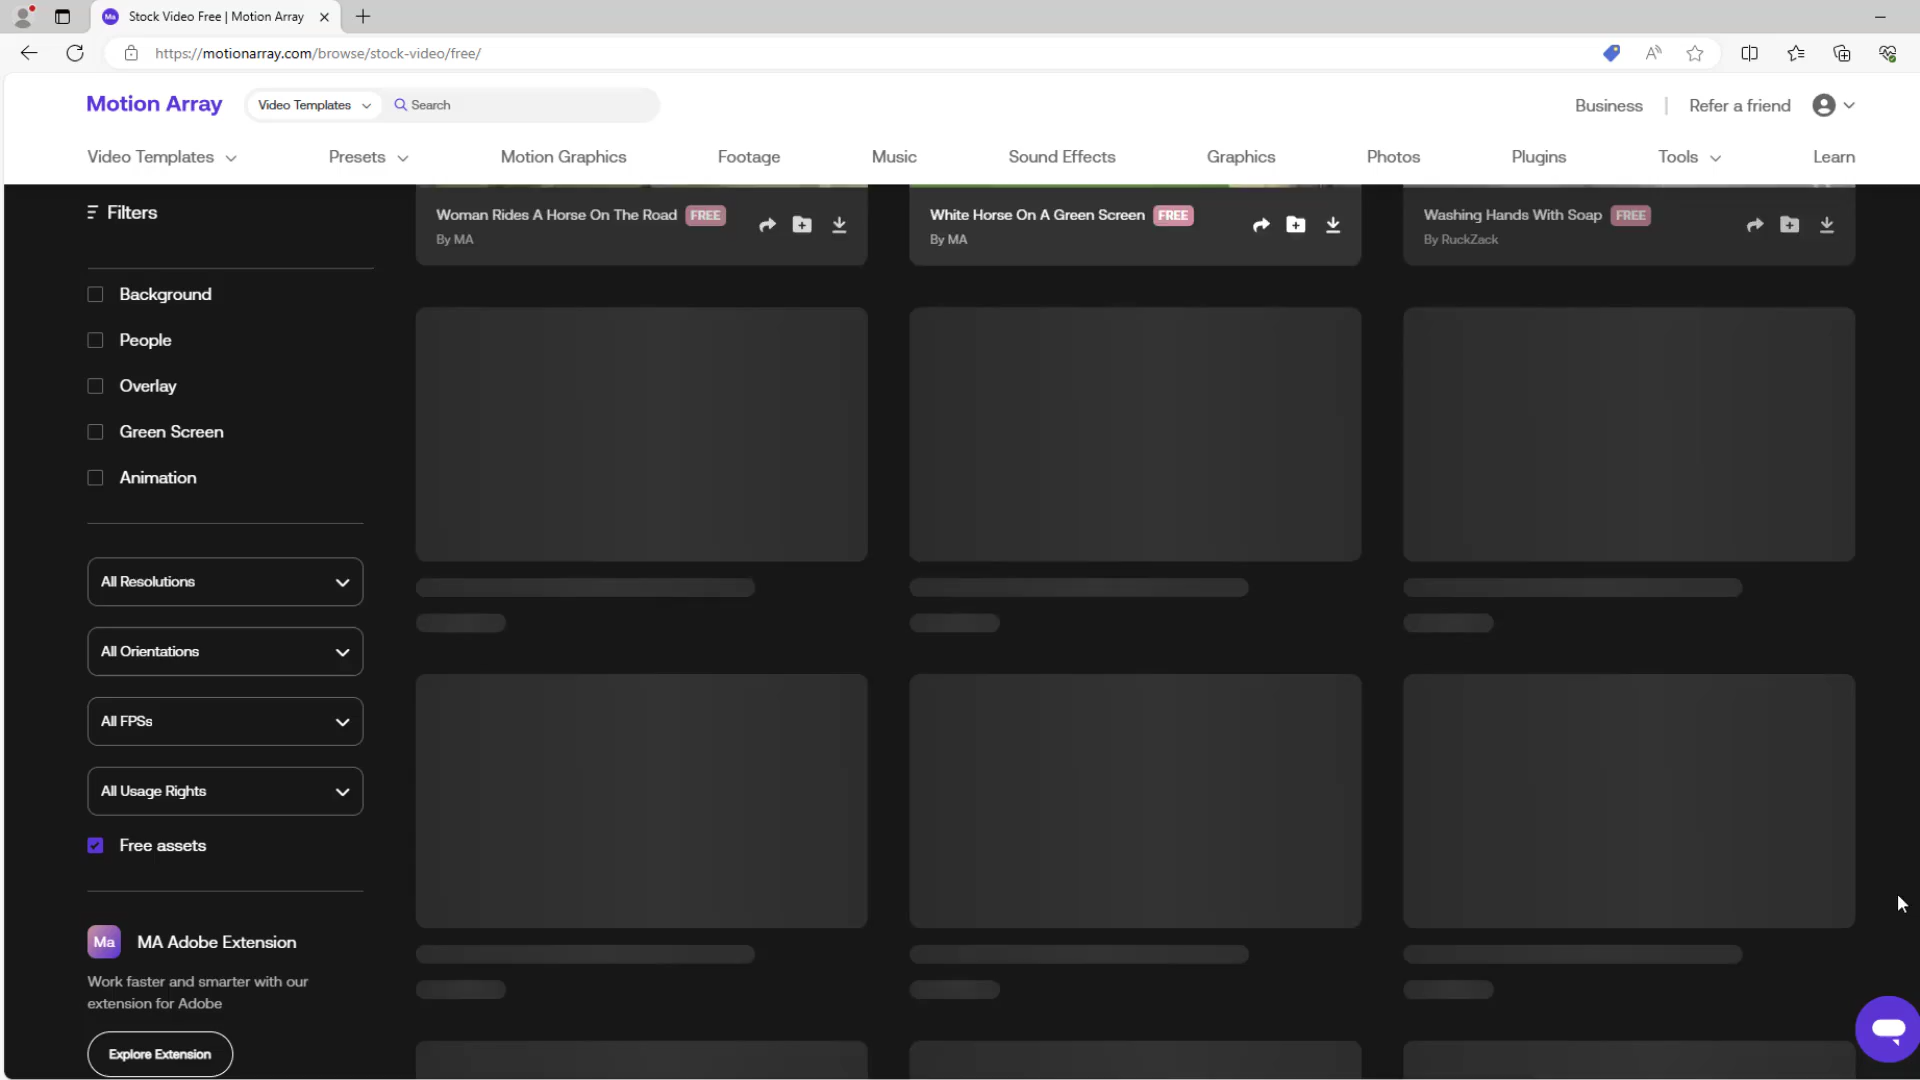 Stock Video Free | Motion Array
https://motionarray.com/browse/stock-video/free/
Motion Array
Video Templates
Search
Business
Refer a friend
Video Templates
Presets
Motion Graphics
Footage
Music
Sound Effects
Graphics
Photos
Plugins
Tools
Learn
Filters
Background
People
Overlay
Green Screen
Animation
All Resolutions
All Orientations
All FPSs
All Usage Rights
Free assets
Ma
MA Adobe Extension
Work faster and smarter with our
extension for Adobe
Explore Extension
Woman Rides A Horse On The Road FREE
By MA
White Horse On A Green Screen FREE
By MA
Washing Hands With Soap FREE
By RuckZack